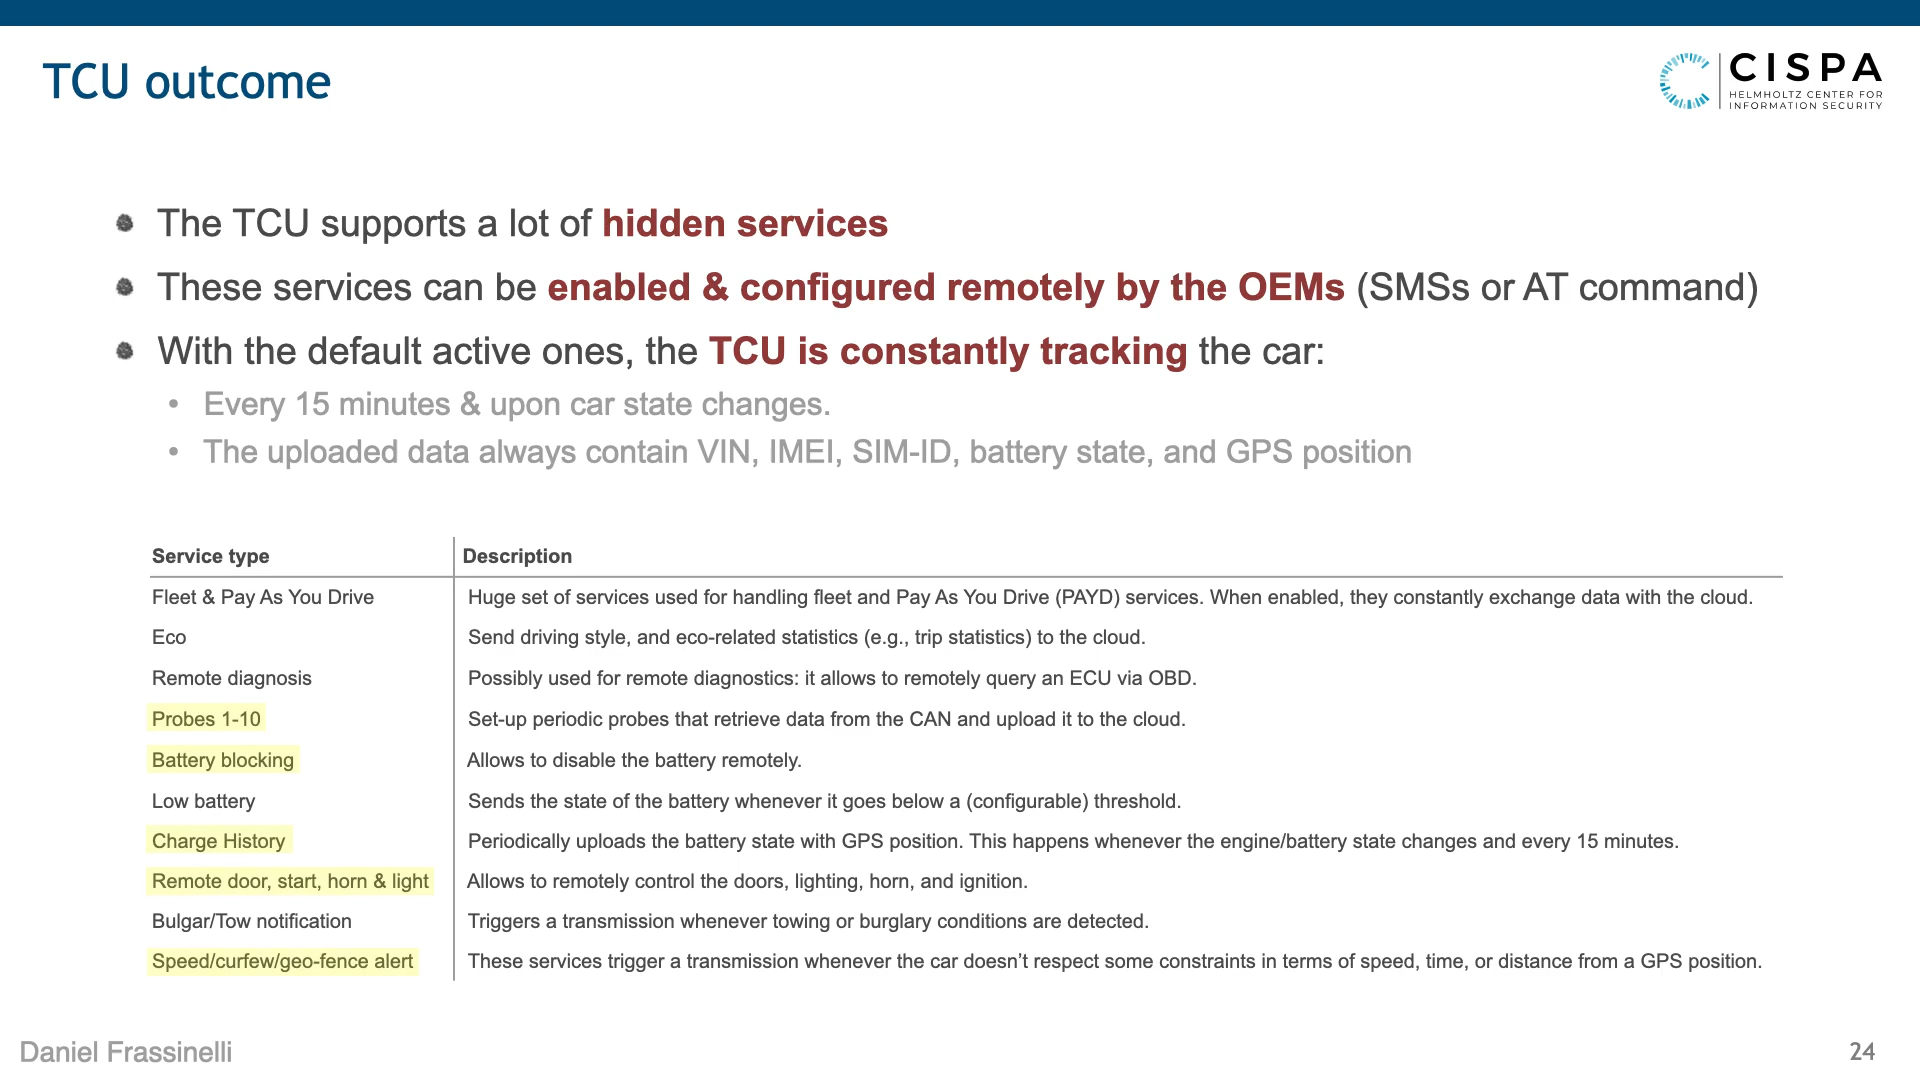 TCU outcome
CISPA
HELMHOLTZ CENTER FOR
INFORMATION SECURITY
The TCU supports a lot of hidden services
These services can be enabled & configured remotely by the OEMs (SMSs or AT command)
With the default active ones, the TCU is constantly tracking the car:
• Every 15 minutes & upon car state changes.
• The uploaded data always contain VIN, IMEI, SIM-ID, battery state, and GPS position
Service type Description
Fleet & Pay As You Drive Huge set of services used for handling fleet and Pay As You Drive (PAYD) services. When enabled, they constantly exchange data with the cloud.
Eco Send driving style, and eco-related statistics (e.g., trip statistics) to the cloud.
Remote diagnosis Possibly used for remote diagnostics: it allows to remotely query an ECU via OBD.
Probes 1-10 Set-up periodic probes that retrieve data from the CAN and upload it to the cloud.
Battery blocking Allows to disable the battery remotely.
Low battery Sends the state of the battery whenever it goes below a (configurable) threshold.
Charge History Periodically uploads the battery state with GPS position. This happens whenever the engine/battery state changes and every 15 minutes.
Remote door, start, horn & light Allows to remotely control the doors, lighting, horn, and ignition.
Bulgar/Tow notification Triggers a transmission whenever towing or burglary conditions are detected.
Speed/curfew/geo-fence alert These services trigger a transmission whenever the car doesn’t respect some constraints in terms of speed, time, or distance from a GPS position.
Daniel Frassinelli
24